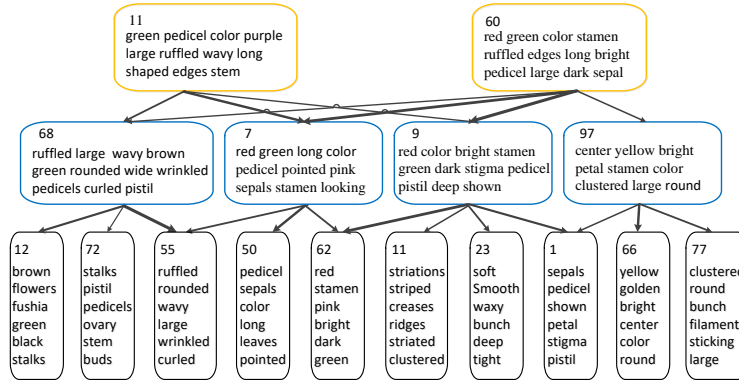 11
green pedicel color purple
large ruffled wavy long
shaped edges stem
60
red green color stamen
ruffled edges long bright
pedicel large dark sepal
68
ruffled large wavy brown
green rounded wide wrinkled
pedicels curled pistil
7
red green long color
pedicel pointed pink
sepals stamen looking
9
red color bright stamen
green dark stigma pedicel
pistil deep shown
97
center yellow bright
petal stamen color
clustered large round
12
brown
flowers
fushia
green
black
stalks
72
stalks
pistil
pedicels
ovary
stem
buds
55
ruffled
rounded
wavy
large
wrinkled
curled
50
pedicel
sepals
color
long
leaves
pointed
62
red
stamen
pink
bright
dark
green
11
striations
striped
creases
ridges
striated
clustered
23
soft
Smooth
waxy
bunch
deep
tight
1
sepals
pedicel
shown
petal
stigma
pistil
66
yellow
golden
bright
center
color
round
77
clustered
round
bunch
filament
sticking
large